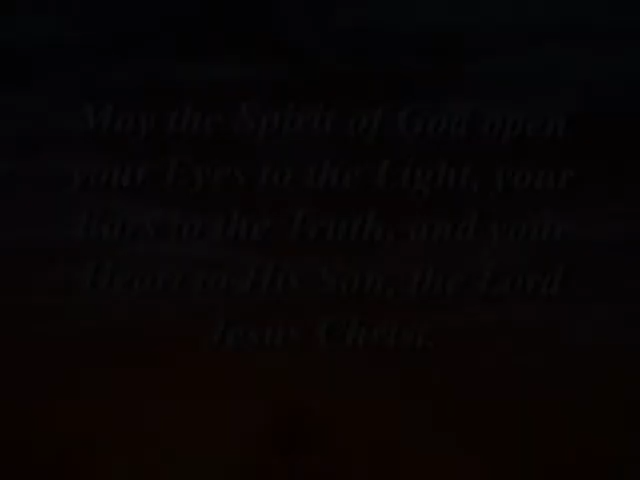 May the Spirit of God open
your Eyes to the Light, your
Ears to the Truth, and your
Heart to His Son, the Lord
Jesus Christ.